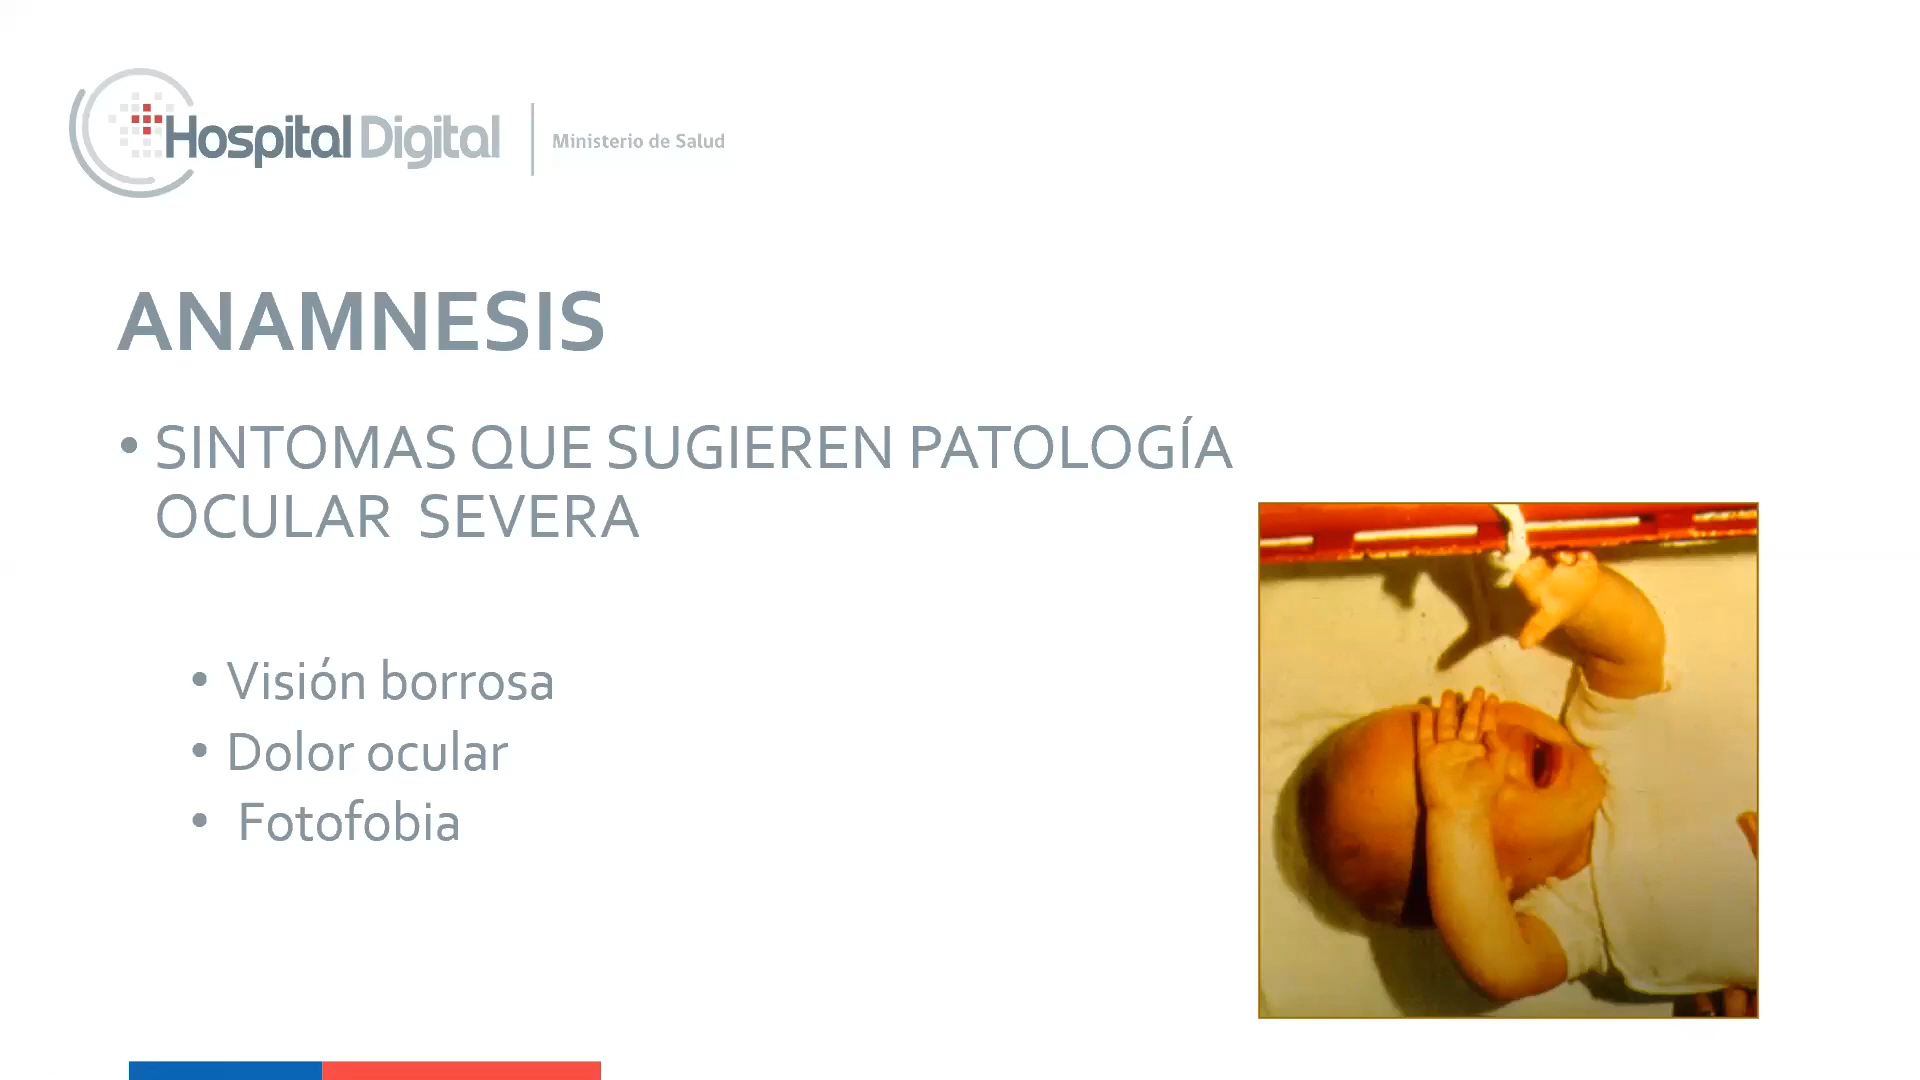 Hospital Digital
Ministerio de Salud
ANAMNESIS
• SINTOMAS QUE SUGIEREN PATOLOGÍA
OCULAR SEVERA
• Visión borrosa
• Dolor ocular
• Fotofobia